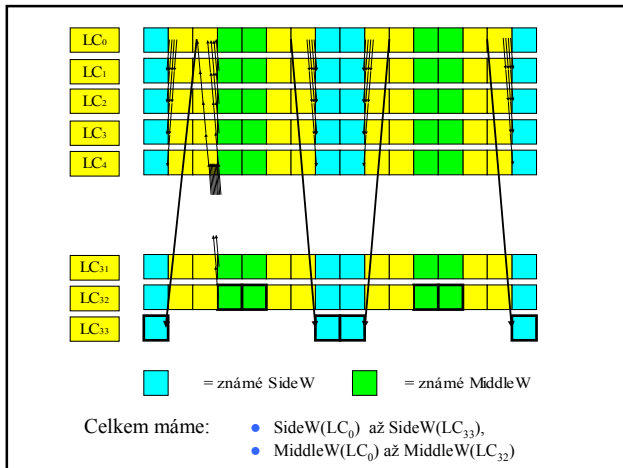 LC₀
LC₁
LC₂
LC₃
LC₄
LC₃₁
LC₃₂
LC₃₃
= známé SideW
= známé MiddleW
Celkem máme:
● SideW(LC₀) až SideW(LC₃₃),
● MiddleW(LC₀) až MiddleW(LC₃₂)